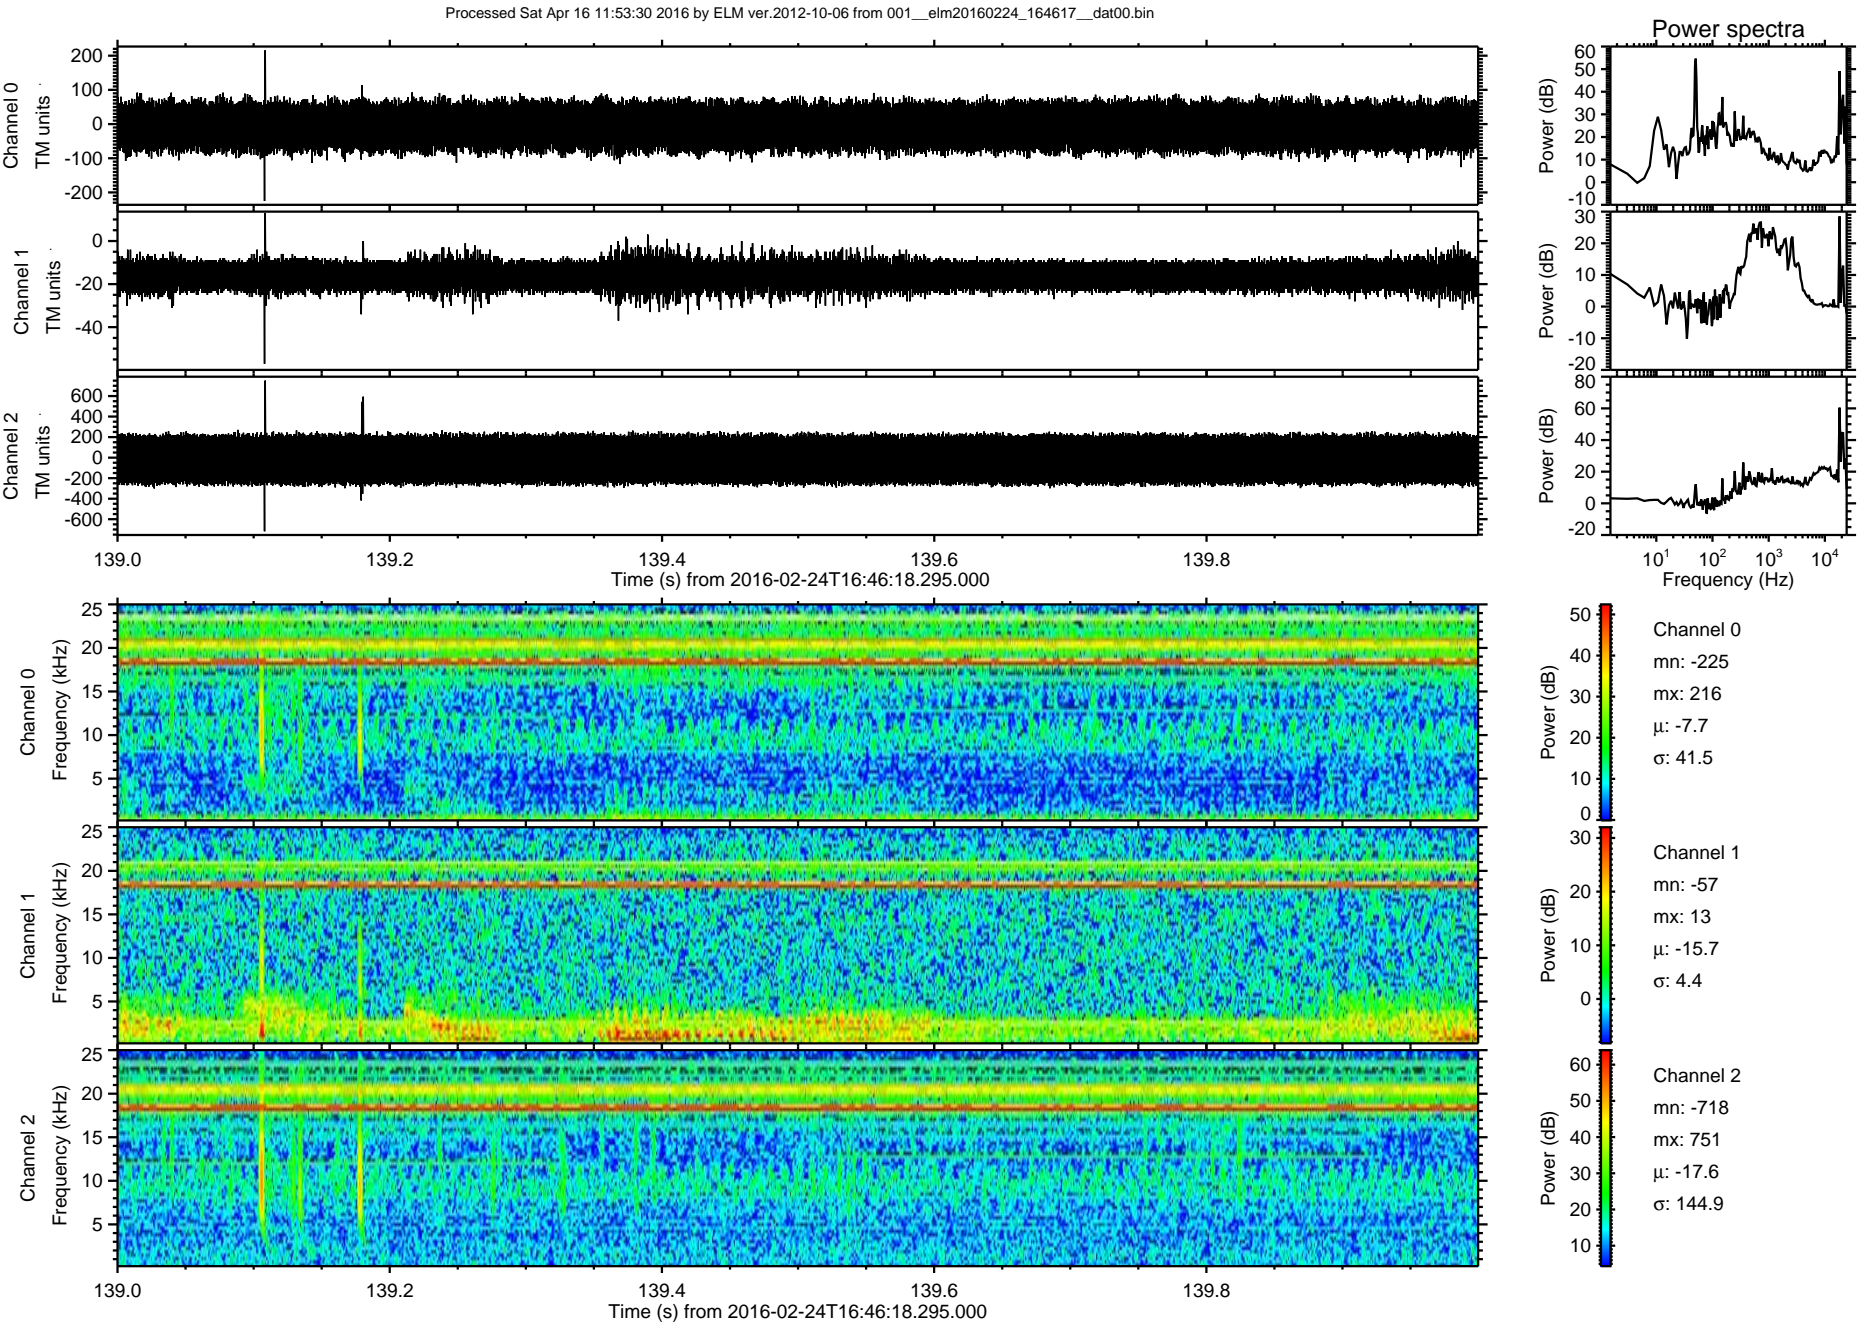 Processed Sat Apr 16 11:53:30 2016 by ELM ver.2012-10-06 from 001__elm20160224_164617__dat00.bin
Power spectra
Channel 0
TM units
200
100
0
-100
-200
Power (dB)
60
50
40
30
20
10
0
-10
Channel 1
TM units
0
-20
-40
Power (dB)
30
20
10
0
-10
-20
Channel 2
TM units
600
400
200
0
-200
-400
-600
Power (dB)
80
60
40
20
0
-20
139.0 139.2 139.4 139.6 139.8
Time (s) from 2016-02-24T16:46:18.295.000
10¹ 10² 10³ 10⁴
Frequency (Hz)
Channel 0
Frequency (kHz)
25
20
15
10
5
Power (dB)
50
40
30
20
10
0
Channel 0
mn: -225
mx: 216
μ: -7.7
σ: 41.5
Channel 1
Frequency (kHz)
25
20
15
10
5
Power (dB)
30
20
10
0
Channel 1
mn: -57
mx: 13
μ: -15.7
σ: 4.4
Channel 2
Frequency (kHz)
25
20
15
10
5
Power (dB)
60
50
40
30
20
10
Channel 2
mn: -718
mx: 751
μ: -17.6
σ: 144.9
139.0 139.2 139.4 139.6 139.8
Time (s) from 2016-02-24T16:46:18.295.000